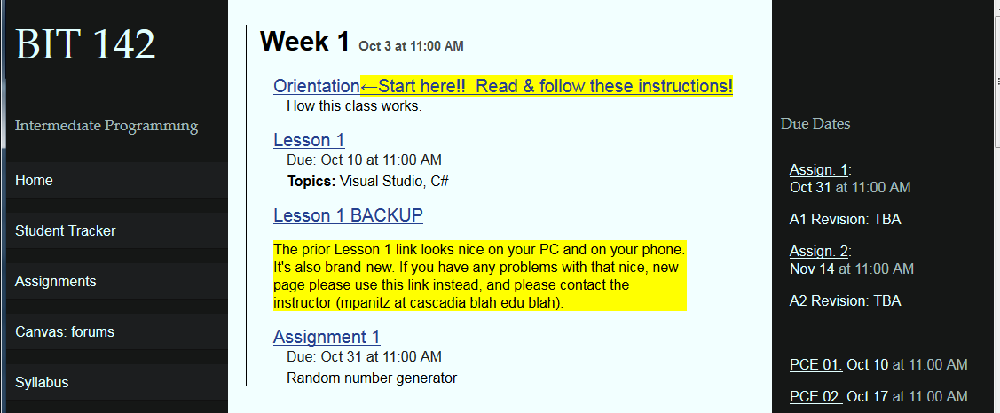 BIT 142
Intermediate Programming
Home
Student Tracker
Assignments
Canvas: forums
Syllabus
Week 1 Oct 3 at 11:00 AM
Orientation←Start here!!  Read & follow these instructions!
How this class works.
Lesson 1
Due: Oct 10 at 11:00 AM
Topics: Visual Studio, C#
Lesson 1 BACKUP
The prior Lesson 1 link looks nice on your PC and on your phone.
It's also brand-new. If you have any problems with that nice, new
page please use this link instead, and please contact the
instructor (mpanitz at cascadia blah edu blah).
Assignment 1
Due: Oct 31 at 11:00 AM
Random number generator
Due Dates
Assign. 1:
Oct 31 at 11:00 AM
A1 Revision: TBA
Assign. 2:
Nov 14 at 11:00 AM
A2 Revision: TBA
PCE 01: Oct 10 at 11:00 AM
PCE 02: Oct 17 at 11:00 AM